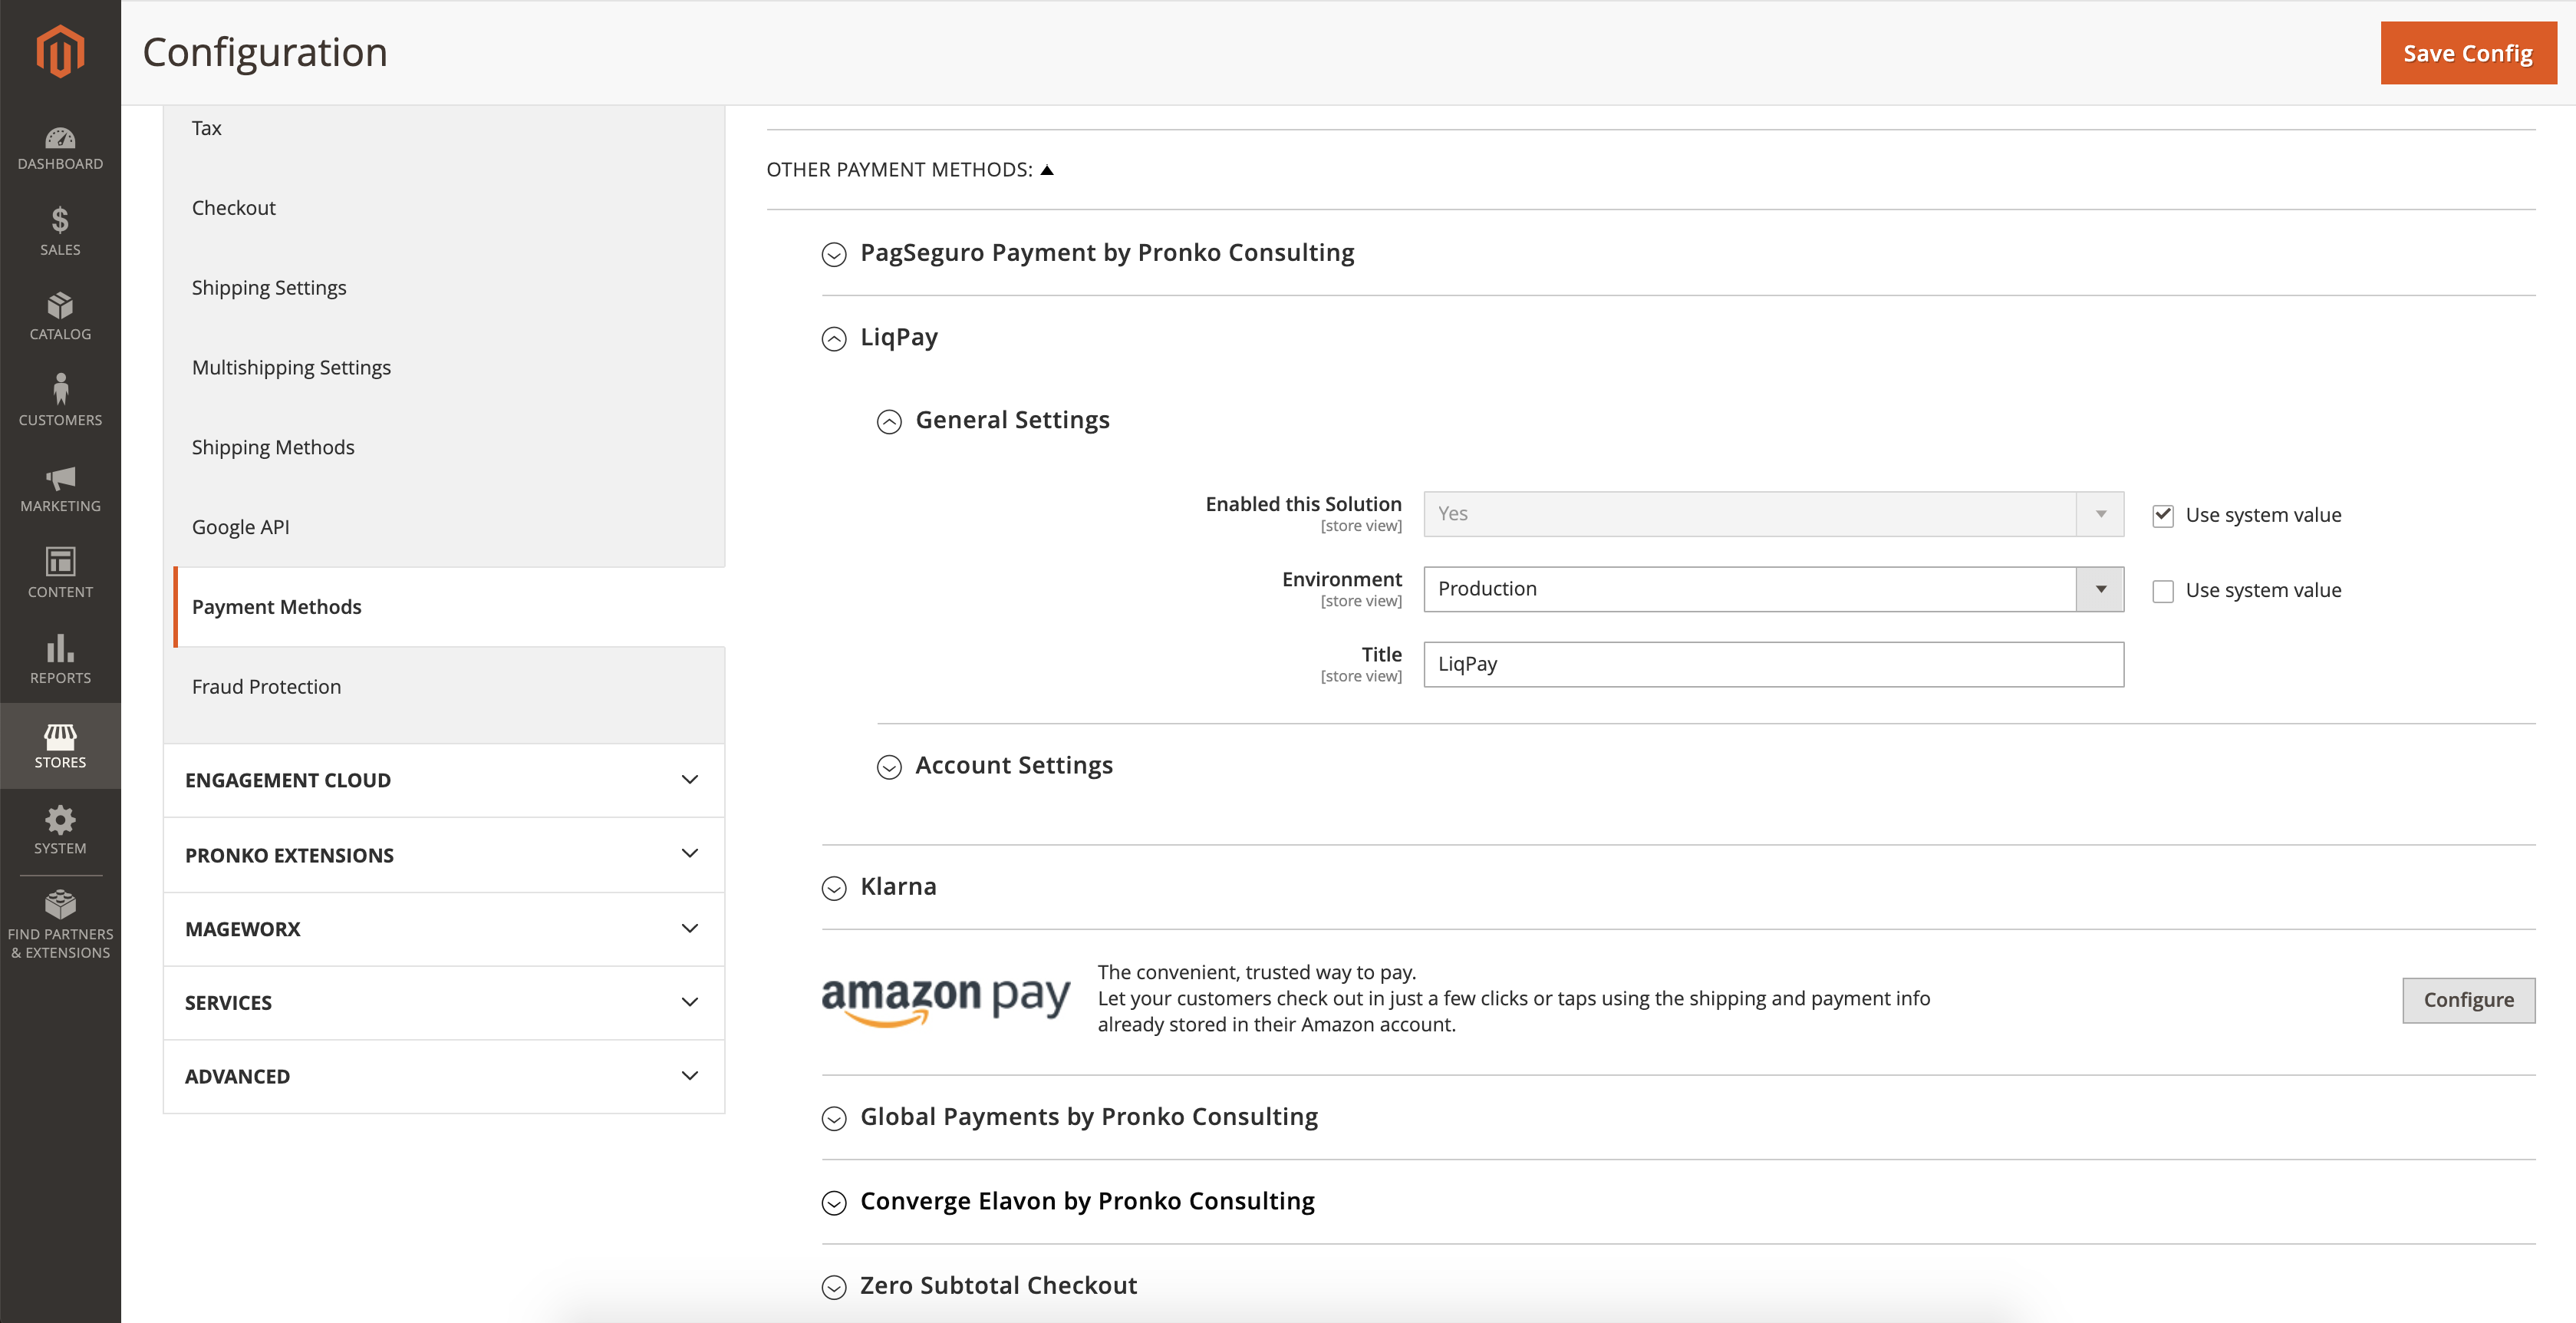 Configuration
Save Config
DASHBOARD
SALES
CATALOG
CUSTOMERS
MARKETING
CONTENT
REPORTS
STORES
SYSTEM
FIND PARTNERS
& EXTENSIONS
Tax
Checkout
Shipping Settings
Multishipping Settings
Shipping Methods
Google API
Payment Methods
Fraud Protection
ENGAGEMENT CLOUD
PRONKO EXTENSIONS
MAGEWORX
SERVICES
ADVANCED
OTHER PAYMENT METHODS:
PagSeguro Payment by Pronko Consulting
LiqPay
General Settings
Enabled this Solution Yes Use system value
[store view]
Environment Production Use system value
[store view]
Title LiqPay
[store view]
Account Settings
Klarna
amazon pay
The convenient, trusted way to pay.
Let your customers check out in just a few clicks or taps using the shipping and payment info
already stored in their Amazon account.
Configure
Global Payments by Pronko Consulting
Converge Elavon by Pronko Consulting
Zero Subtotal Checkout